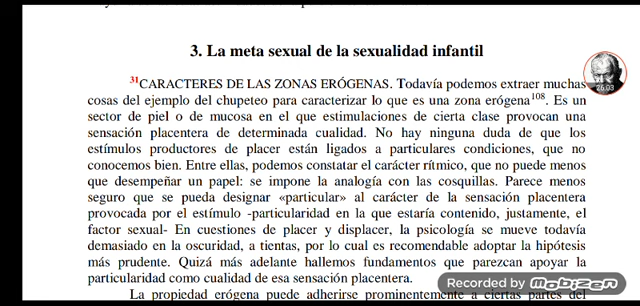 3. La meta sexual de la sexualidad infantil
31CARACTERES DE LAS ZONAS ERÓGENAS. Todavía podemos extraer muchas
cosas del ejemplo del chupeteo para caracterizar lo que es una zona erógena108. Es un
sector de piel o de mucosa en el que estimulaciones de cierta clase provocan una
sensación placentera de determinada cualidad. No hay ninguna duda de que los
estímulos productores de placer están ligados a particulares condiciones, que no
conocemos bien. Entre ellas, podemos constatar el carácter rítmico, que no puede menos
que desempeñar un papel: se impone la analogía con las cosquillas. Parece menos
seguro que se pueda designar «particular» al carácter de la sensación placentera
provocada por el estímulo -particularidad en la que estaría contenido, justamente, el
factor sexual- En cuestiones de placer y displacer, la psicología se mueve todavía
demasiado en la oscuridad, a tientas, por lo cual es recomendable adoptar la hipótesis
más prudente. Quizá más adelante hallemos fundamentos que parezcan apoyar la
particularidad como cualidad de esa sensación placentera.
La propiedad erógena puede adherirse prominentemente a ciertas partes del
26:03
Recorded by Mobizen